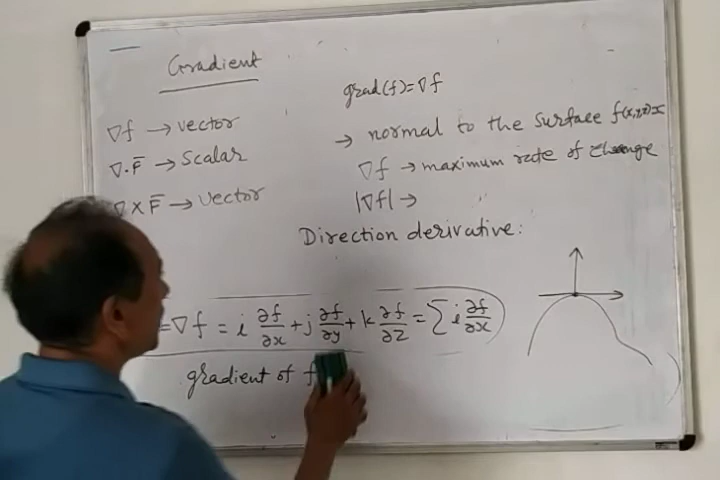 Gradient
grad(f)=∇f
∇f → vector
∇.F̅ → Scalar
∇×F̅ → vector
→ normal to the surface f(x,y,z)
∇f → maximum rate of change
|∇f| →
Direction derivative:
=∇f = i ∂f/∂x + j ∂f/∂y + k ∂f/∂z = Σ i ∂f/∂x
gradient of f